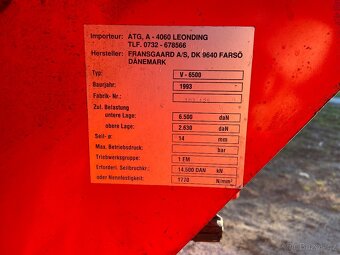 Importeur: ATG, A - 4060 LEONDING
TLF. 0732 - 678566
Hersteller: FRANSGAARD A/S, DK 9640 FARSÖ
DÄNEMARK
Typ: V - 6500
Baujahr: 1993
Fabrik- Nr.:
Zul. Belastung
untere Lage: 6.500 daN
obere Lage: 2.630 daN
Seil- ø: 14 mm
Max. Betriebsdruck: bar
Triebwerksgruppe: 1 EM
Erforderl. Seilbruchkr.: 14.500 DAN kN
oder Nennfestigkeit: 1770 N/mm²